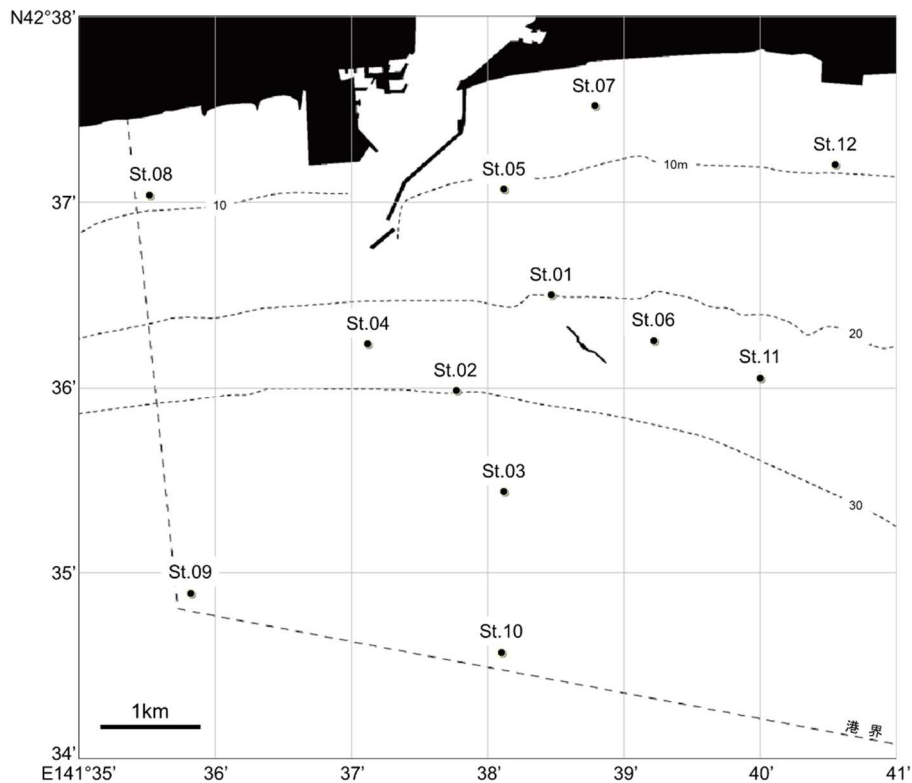 N42°38'
St.07
St.12
St.05
10m
St.08
37'
10
St.01
St.06
St.04
20
St.11
St.02
36'
St.03
30
35'
St.09
St.10
1km
港界
34'
E141°35'
36'
37'
38'
39'
40'
41'